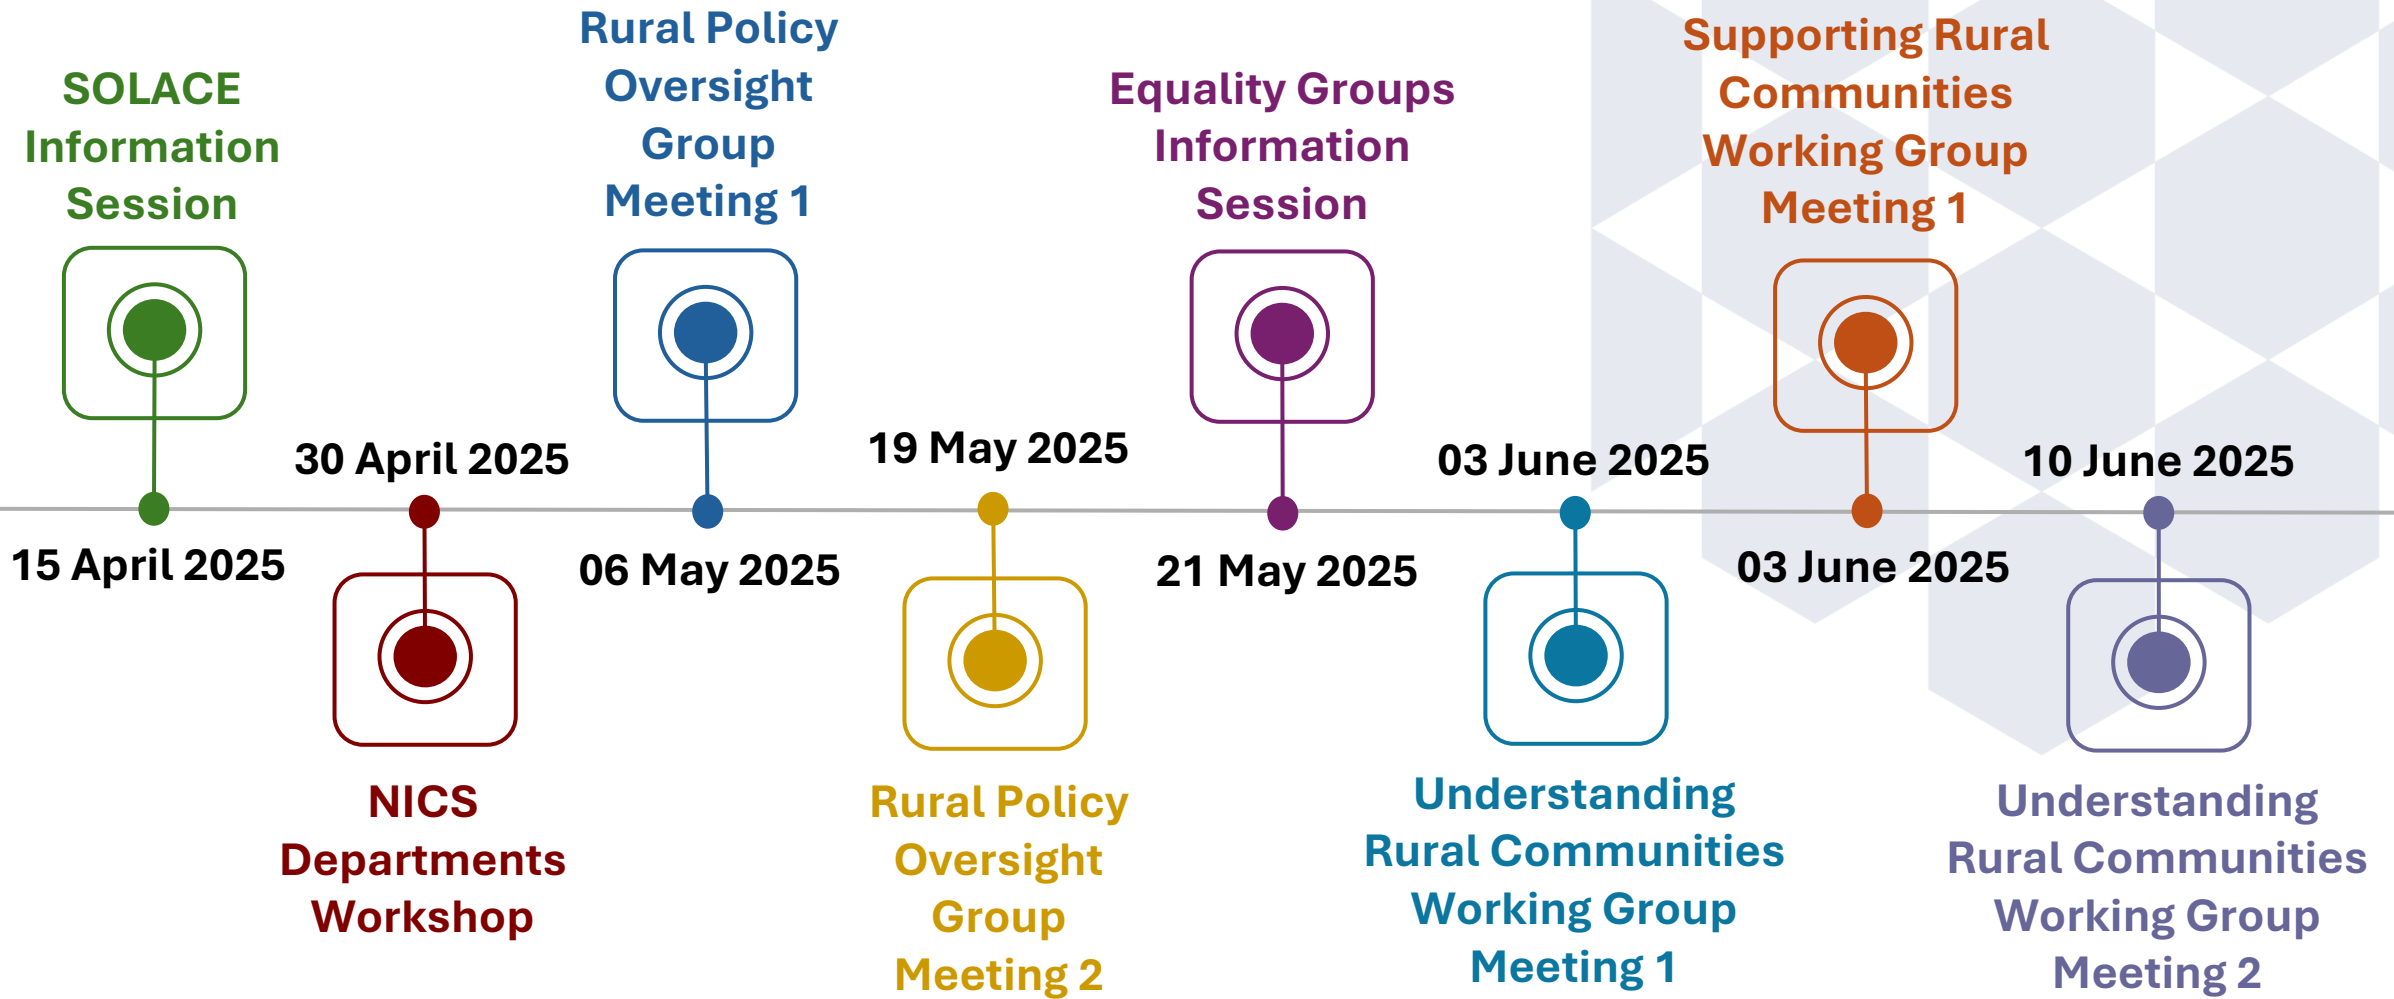 SOLACE
Information
Session
15 April 2025
30 April 2025
NICS
Departments
Workshop
Rural Policy
Oversight
Group
Meeting 1
06 May 2025
19 May 2025
Rural Policy
Oversight
Group
Meeting 2
Equality Groups
Information
Session
21 May 2025
03 June 2025
Understanding
Rural Communities
Working Group
Meeting 1
Supporting Rural
Communities
Working Group
Meeting 1
03 June 2025
10 June 2025
Understanding
Rural Communities
Working Group
Meeting 2